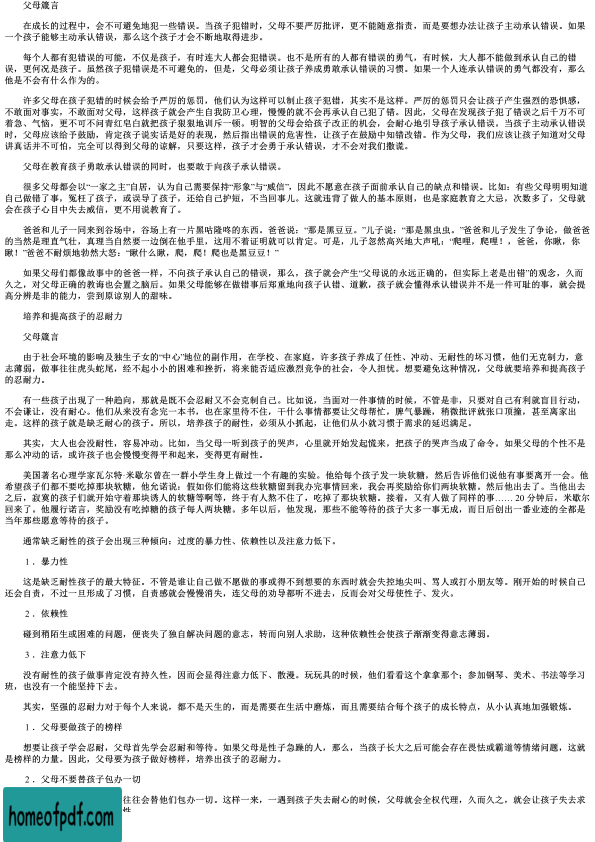 父母箴言
在成长的过程中，会不可避免地犯一些错误。当孩子犯错时，父母不要严厉批评，更不能随意指责，而是要想办法让孩子主动承认错误。如果
一个孩子能够主动承认错误，那么这个孩子才会不断地取得进步。
每个人都有犯错误的可能，不仅是孩子，有时连大人都会犯错。也不是所有的人都有错误的勇气，有时候，大人都不能做到承认自己的错
误，更何况是孩子。虽然孩子犯错误是不可避免的，但是，父母必须让孩子养成勇敢承认错误的习惯。如果一个人连承认错误的勇气都没有，那么
他是不会有什么作为的。
许多父母在孩子犯错的时候会给予严厉的惩罚，他们认为这样可以制止孩子犯错，其实不是这样。严厉的惩罚只会让孩子产生强烈的恐惧感，
不敢面对事实，不敢面对父母，这样孩子就会产生自我防卫心理，慢慢的就不会再承认自己犯了错。因此，父母在发现孩子犯了错误之后千万不可
着急、气恼，更不可不问青红皂白就把孩子狠狠地训斥一顿。明智的父母会给孩子改正的机会，会耐心地引导孩子承认错误。当孩子主动承认错误
时，父母应该给予鼓励，肯定孩子说实话是好的表现，然后指出错误的危害性，让孩子在鼓励中知错改错。作为父母，我们应该让孩子知道对父母
讲真话并不可怕，完全可以得到父母的谅解，只要这样，孩子才会勇于承认错误，才不会对我们撒谎。
父母在教育孩子勇敢承认错误的同时，也要敢于向孩子承认错误。
很多父母都会以“一家之主”自居，认为自己需要保持“形象”与“威信”，因此不愿意在孩子面前承认自己的缺点和错误。比如：有些父母明明知道
自己做错了事，冤枉了孩子，或误导了孩子，还给自己护短，不当回事儿。这就违背了做人的基本原则，也是家庭教育之大忌，次数多了，父母就
会在孩子心目中失去威信，更不用说教育了。
爸爸和儿子一同来到谷场中，谷场上有一片黑咕隆咚的东西。爸爸说：“那是黑豆豆。”儿子说：“那是黑虫虫。”爸爸和儿子发生了争论，做爸爸
的当然是理直气壮，真理当自然要一边倒在他手里，这用不着证明就可以肯定。可是，儿子忽然高兴地大声吼：“爬哩，爬哩！，爸爸，你瞅，你
瞅！”爸爸不耐烦地勃然大怒：“瞅什么瞅，爬，爬！爬也是黑豆豆！”
如果父母们都像故事中的爸爸一样，不向孩子承认自己的错误，那么，孩子就会产生“父母说的永远正确的，但实际上老是出错”的观念，久而
久之，对父母正确的教诲也会置之脑后。如果父母能够在做错事后郑重地向孩子认错、道歉，孩子就会懂得承认错误并不是一件可耻的事，就会提
高分辨是非的能力，尝到原谅别人的甜味。
培养和提高孩子的忍耐力
父母箴言
由于社会环境的影响及独生子女的“中心”地位的副作用，在学校、在家庭，许多孩子养成了任性、冲动、无耐性的坏习惯，他们无克制力，意
志薄弱，做事往往虎头蛇尾，经不起小小的困难和挫折，将来能否适应激烈竞争的社会，令人担忧。想要避免这种情况，父母就要培养和提高孩子
的忍耐力。
有一些孩子出现了一种趋向，那就是既不会忍耐又不会克制自己。比如说，当面对一件事情的时候，不管是非，只要对自己有利就盲目行动，
不会谦让，没有耐心。他们从来没有念完一本书，也在家里待不住，干什么事情都要让父母帮忙，脾气暴躁，稍微批评就张口顶撞，甚至离家出
走。这样的孩子就是缺乏耐心的孩子。所以，培养孩子的耐性，必须从小抓起，让他们从小就习惯于需求的延迟满足。
其实，大人也会没耐性，容易冲动。比如，当父母一听到孩子的哭声，心里就开始发起慌来，把孩子的哭声当成了命令。如果父母的个性不是
那么冲动的话，或许孩子也会慢慢变得平和起来，变得更有耐性。
美国著名心理学家瓦尔特·米歇尔曾在一群小学生身上做过一个有趣的实验。他给每个孩子发一块软糖，然后告诉他们说他有事要离开一会。他
希望孩子们都不要吃掉那块软糖，他允诺说：假如你们能将这些软糖留到我办完事情回来，我会再奖励给你们两块软糖，然后他出去了。当他出去
之后，寂寞的孩子们就开始守着那块诱人的软糖等啊等，终于有人熬不住了，吃掉了那块软糖。接着，又有人做了同样的事…… 20 分钟后，米歇尔
回来了。他履行诺言，奖励没有吃掉糖的孩子每人两块糖。多年以后，他发现，那些不能等待的孩子大多一事无成，而日后创出一番业迹的全都是
当年那些愿意等待的孩子。
通常缺乏耐性的孩子会出现三种倾向：过度的暴力性、依赖性以及注意力低下。
1 ．暴力性
这是缺乏耐性孩子的最大特征。不管是谁让自己做不愿做的事或得不到想要的东西时就会失控地尖叫、骂人或打小朋友等。刚开始的时候自己
还会自责，不过一旦形成了习惯，自责感就会慢慢消失，连父母的劝导都听不进去，反而会对父母使性子、发火。
2 ．依赖性
碰到稍陌生或困难的问题，便丧失了独自解决问题的意志，转而向别人求助，这种依赖性会使孩子渐渐变得意志薄弱。
3 ．注意力低下
没有耐性的孩子做事肯定没有持久性，因而会显得注意力低下、散漫。玩玩具的时候，他们看看这个拿拿那个；参加钢琴、美术、书法等学习
班，也没有一个能坚持下去。
其实，坚强的忍耐力对于每个人来说，都不是天生的，而是需要在生活中磨炼，而且需要结合每个孩子的成长特点，从小认真地加强锻炼。
1 ．父母要做孩子的榜样
想要让孩子学会忍耐，父母首先学会忍耐和等待。如果父母是性子急躁的人，那么，当孩子长大之后可能会存在畏怯或霸道等情绪问题，这就
是榜样的力量。因此，父母要为孩子做好榜样，培养出孩子的忍耐力。
2 ．父母不要替孩子包办一切
往往会替他们包办一切。这样一来，一遇到孩子失去耐心的时候，父母就会全权代理，久而久之，就会让孩子失去求
homeofpdf.com